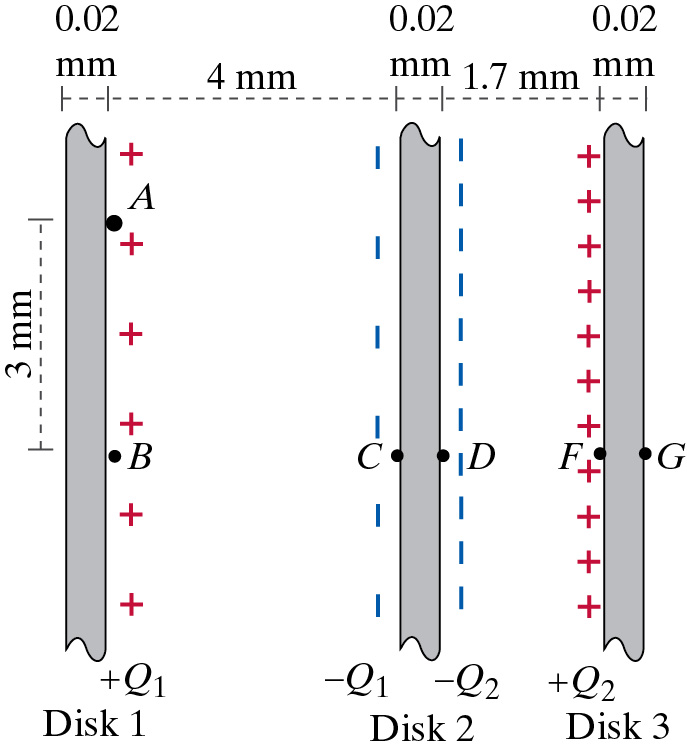 0.02 0.02 0.02
mm 4 mm mm 1.7 mm mm
A
3 mm
B C D F G
+Q1 −Q1 −Q2 +Q2
Disk 1 Disk 2 Disk 3